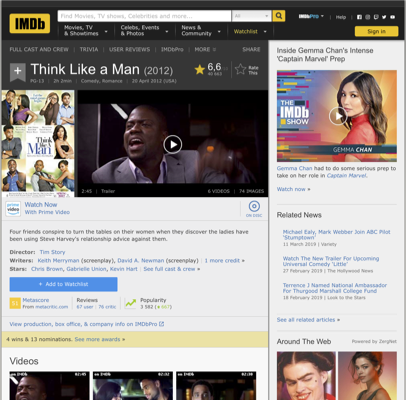 IMDb
Find Movies, TV shows, Celebrities and more...
All
IMDbPro
Help
Movies, TV
& Showtimes
Celebs, Events
& Photos
News &
Community
Watchlist
Sign in
FULL CAST AND CREW | TRIVIA | USER REVIEWS | IMDbPro | MORE
SHARE
Think Like a Man (2012)
PG-13 | 2h 2min | Comedy, Romance | 20 April 2012 (USA)
6,6
Rate
This
2:45 | Trailer
6 VIDEOS | 74 IMAGES
prime
video
Watch Now
With Prime Video
ON DISC
Four friends conspire to turn the tables on their women when they discover the ladies have
been using Steve Harvey's relationship advice against them.
Director: Tim Story
Writers: Keith Merryman (screenplay), David A. Newman (screenplay) | 1 more credit »
Stars: Chris Brown, Gabrielle Union, Kevin Hart | See full cast & crew »
+ Add to Watchlist
Metascore
From metacritic.com
Reviews
67 user | 76 critic
Popularity
View production, box office, & company info on IMDbPro
4 wins & 13 nominations. See more awards »
Videos
Inside Gemma Chan's Intense
'Captain Marvel' Prep
THE
IMDb
SHOW
GEMMA CHAN
Gemma Chan had to do some serious prep
to take on her role in Captain Marvel.
Watch now »
Related News
Michael Ealy, Mark Webber Join ABC Pilot
'Stumptown'
11 March 2019 | Variety
Watch The New Trailer For Upcoming
Universal Comedy 'Little'
27 February 2019 | The Hollywood News
Terrence J Named National Ambassador
For Thurgood Marshall College Fund
18 February 2019 | Look to the Stars
See all related articles »
Around The Web
Powered by ZergNet